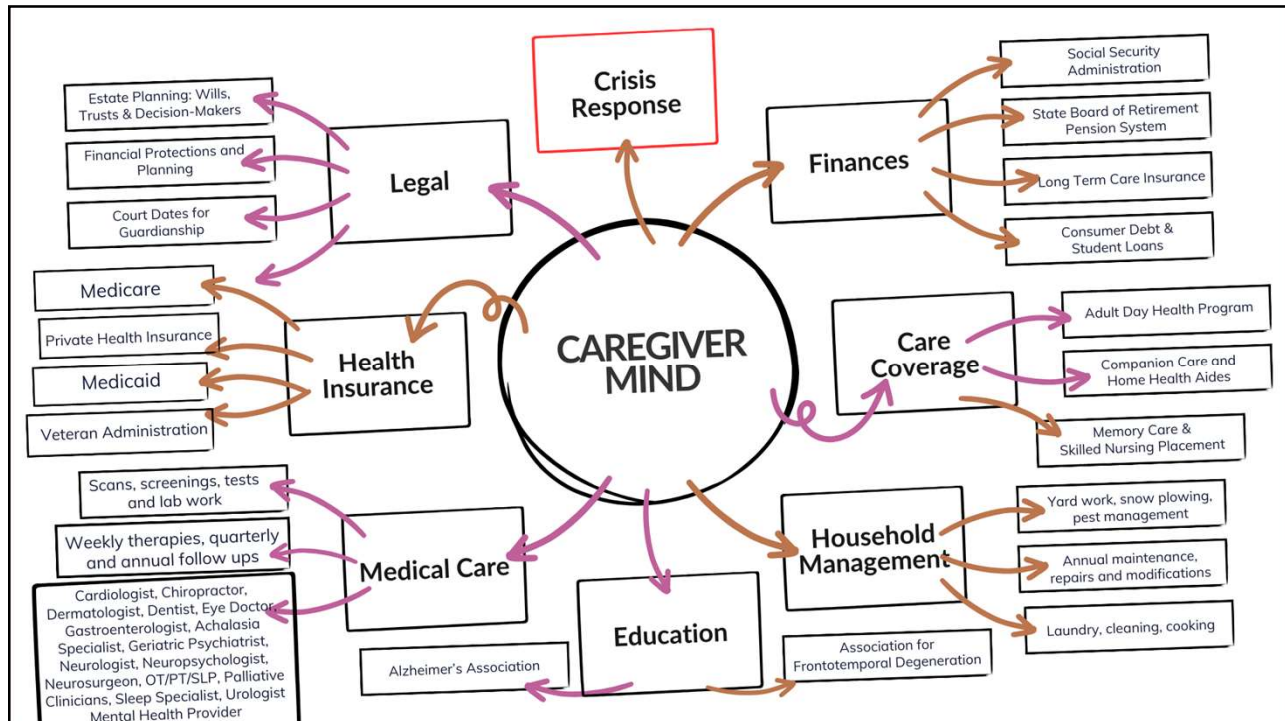 Crisis
Response
Estate Planning: Wills,
Trusts & Decision-Makers
Financial Protections and
Planning
Court Dates for
Guardianship
Legal
Finances
Social Security
Administration
State Board of Retirement
Pension System
Long Term Care Insurance
Consumer Debt &
Student Loans
Medicare
Private Health Insurance
Medicaid
Veteran Administration
Health
Insurance
CAREGIVER
MIND
Care
Coverage
Adult Day Health Program
Companion Care and
Home Health Aides
Memory Care &
Skilled Nursing Placement
Scans, screenings, tests
and lab work
Weekly therapies, quarterly
and annual follow ups
Cardiologist, Chiropractor,
Dermatologist, Dentist, Eye Doctor,
Gastroenterologist, Achalasia
Specialist, Geriatric Psychiatrist,
Neurologist, Neuropsychologist,
Neurosurgeon, OT/PT/SLP, Palliative
Clinicians, Sleep Specialist, Urologist
Mental Health Provider
Medical Care
Education
Alzheimer's Association
Association for
Frontotemporal Degeneration
Household
Management
Yard work, snow plowing,
pest management
Annual maintenance,
repairs and modifications
Laundry, cleaning, cooking